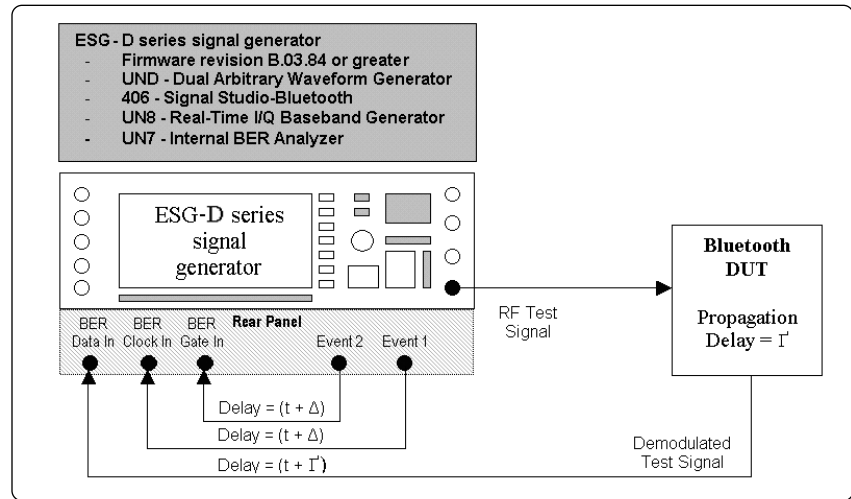 ESG - D series signal generator
- Firmware revision B.03.84 or greater
- UND - Dual Arbitrary Waveform Generator
- 406 - Signal Studio-Bluetooth
- UN8 - Real-Time I/Q Baseband Generator
- UN7 - Internal BER Analyzer
ESG-D series
signal
generator
Bluetooth
DUT
Propagation
Delay = Γ
RF Test
Signal
Rear Panel
BER
Data In
BER
Clock In
BER
Gate In
Event 2
Event 1
Delay = (t + Δ)
Delay = (t + Δ)
Delay = (t + Γ)
Demodulated
Test Signal